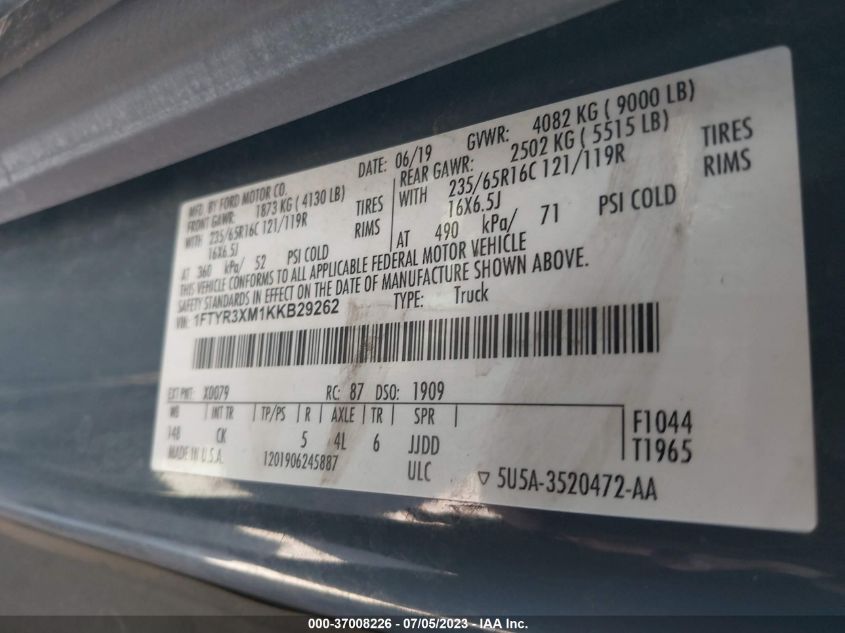 MFD. BY FORD MOTOR CO.
DATE: 06/19 GVWR: 4082 KG ( 9000 LB)
FRONT GAWR: 1873 KG ( 4130 LB)
REAR GAWR: 2502 KG ( 5515 LB)
WITH 235/65R16C 121/119R TIRES
WITH 235/65R16C 121/119R TIRES
16X6.5J RIMS
16X6.5J RIMS
AT 360 kPa/ 52 PSI COLD
AT 490 kPa/ 71 PSI COLD
THIS VEHICLE CONFORMS TO ALL APPLICABLE FEDERAL MOTOR VEHICLE
SAFETY STANDARDS IN EFFECT ON THE DATE OF MANUFACTURE SHOWN ABOVE.
VIN: 1FTYR3XM1KKB29262 TYPE: Truck
EXT PNT: X0079 RC: 87 DSO: 1909
WB INT TR TP/PS R AXLE TR SPR
148 CK 5 4L 6 JJDD
F1044
T1965
MADE IN U.S.A. 1201906245887 ULC
5U5A-3520472-AA
000-37008226 - 07/05/2023 - IAA Inc.